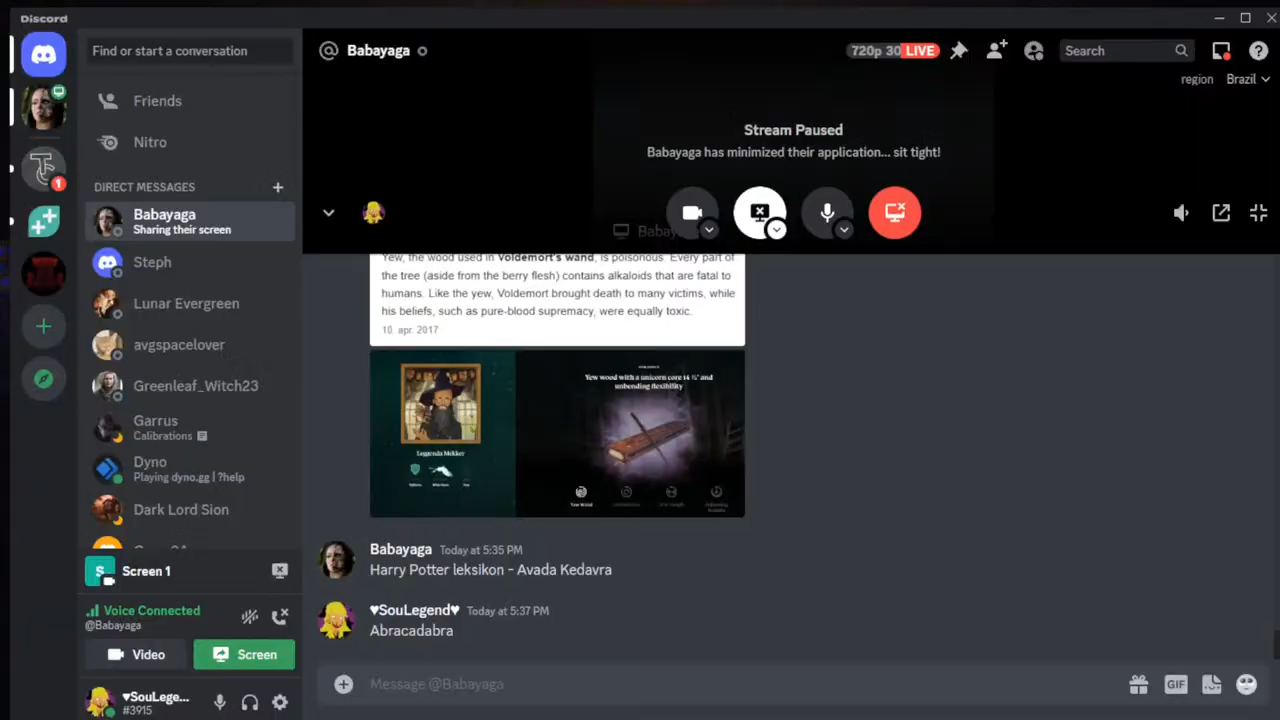 Discord
Find or start a conversation
Friends
Nitro
DIRECT MESSAGES
Babayaga
Sharing their screen
Steph
Lunar Evergreen
avgspacelover
Greenleaf_Witch23
Garrus
Calibrations
Dyno
Playing dyno.gg | ?help
Dark Lord Sion
Screen 1
Voice Connected
@Babayaga
Video
Screen
♥SouLege...
#3915
Babayaga
720p 30 LIVE
Search
region Brazil
Stream Paused
Babayaga has minimized their application... sit tight!
Yew, the wood used in Voldemort's wand, is poisonous. Every part of
the tree (aside from the berry flesh) contains alkaloids that are fatal to
humans. Like the yew, Voldemort brought death to many victims, while
his beliefs, such as pure-blood supremacy, were equally toxic.
10. apr. 2017
Yew wood with a unicorn core 14 ½" and
unbending flexibility
Yew Wood
Babayaga Today at 5:35 PM
Harry Potter leksikon - Avada Kedavra
♥SouLegend♥ Today at 5:37 PM
Abracadabra
Message @Babayaga
GIF
1